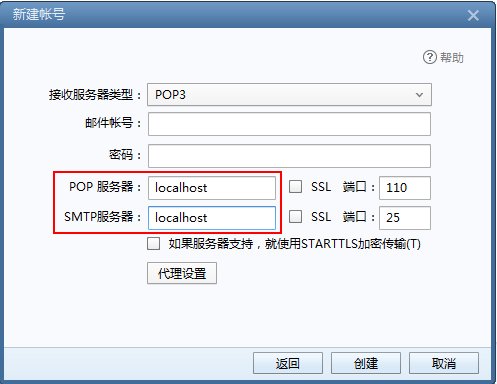 新建帐号
帮助
接收服务器类型： POP3
邮件帐号：
密码：
POP 服务器： localhost SSL 端口： 110
SMTP服务器： localhost SSL 端口： 25
如果服务器支持，就使用STARTTLS加密传输(T)
代理设置
返回 创建 取消